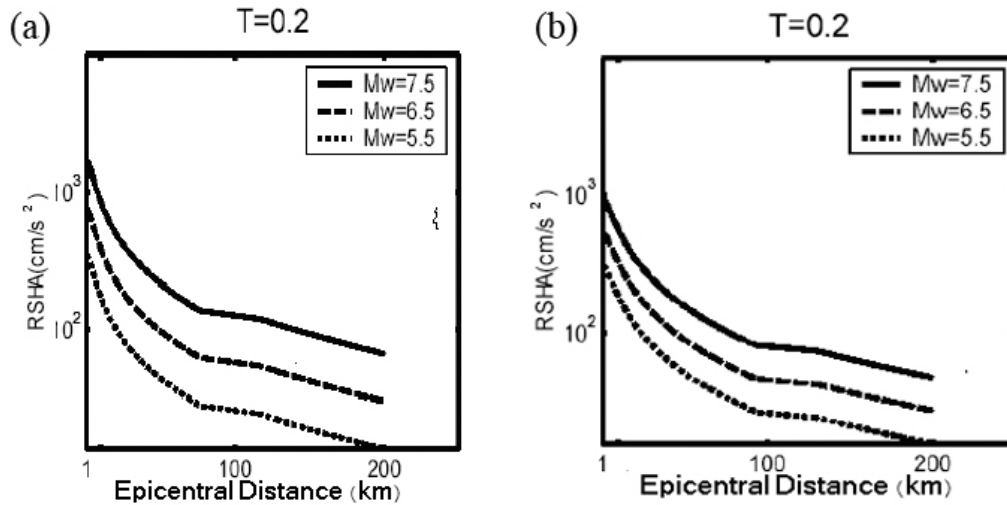 (a)
T=0.2
Mw=7.5
Mw=6.5
Mw=5.5
10³
10²
RSHA(cm/s²)
1 100 200
Epicentral Distance (km)
(b)
T=0.2
Mw=7.5
Mw=6.5
Mw=5.5
10³
10²
RSHA(cm/s²)
1 100 200
Epicentral Distance (km)